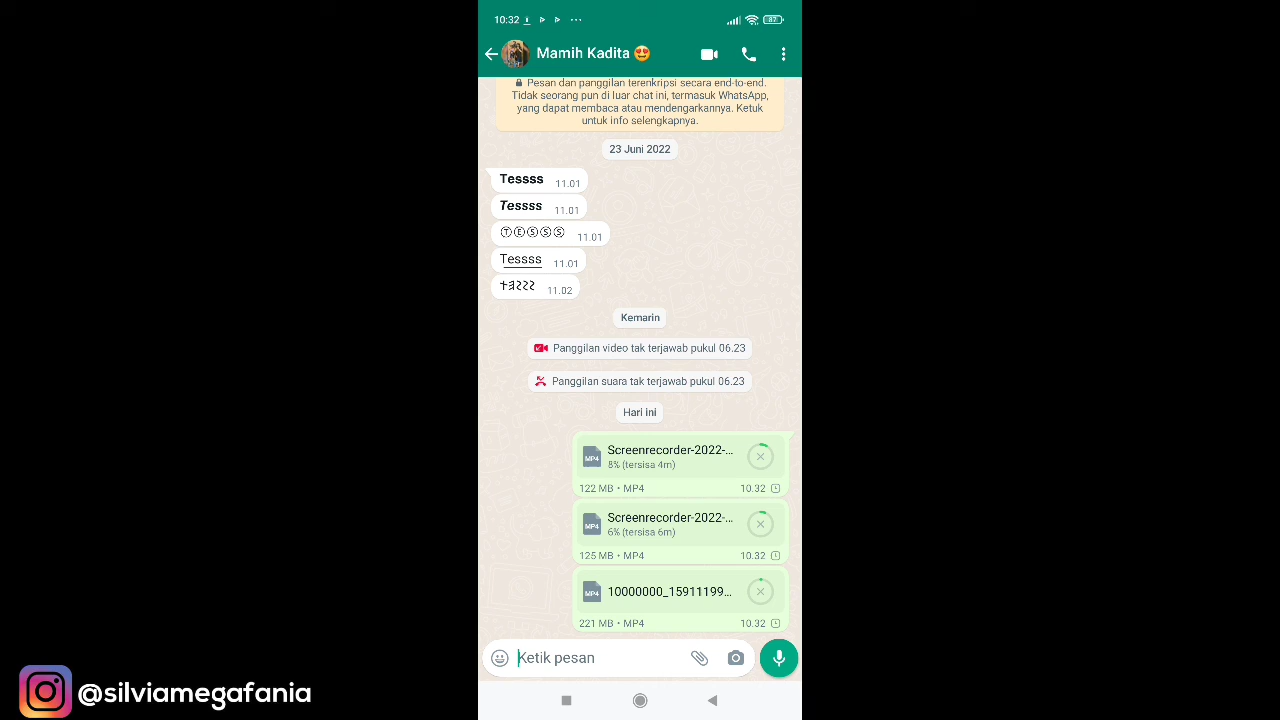 10:32
87
Mamih Kadita 😍
Pesan dan panggilan terenkripsi secara end-to-end.
Tidak seorang pun di luar chat ini, termasuk WhatsApp,
yang dapat membaca atau mendengarkannya. Ketuk
untuk info selengkapnya.
23 Juni 2022
Tessss 11.01
Tessss 11.01
ⓉⒺⓈⓈⓈ 11.01
Tessss 11.01
11.02
Kemarin
Panggilan video tak terjawab pukul 06.23
Panggilan suara tak terjawab pukul 06.23
Hari ini
MP4 Screenrecorder-2022-...
8% (tersisa 4m)
122 MB • MP4 10.32
MP4 Screenrecorder-2022-...
6% (tersisa 6m)
125 MB • MP4 10.32
MP4 10000000_15911199...
221 MB • MP4 10.32
Ketik pesan
@silviamegafania